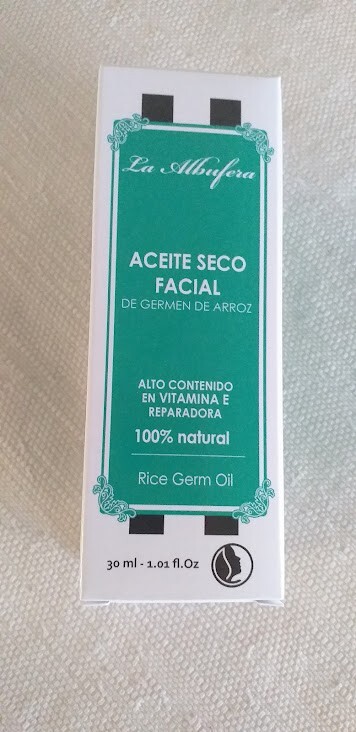 La Albufera
ACEITE SECO
FACIAL
DE GERMEN DE ARROZ
ALTO CONTENIDO
EN VITAMINA E
REPARADORA
100% natural
Rice Germ Oil
30 ml - 1.01 fl.Oz